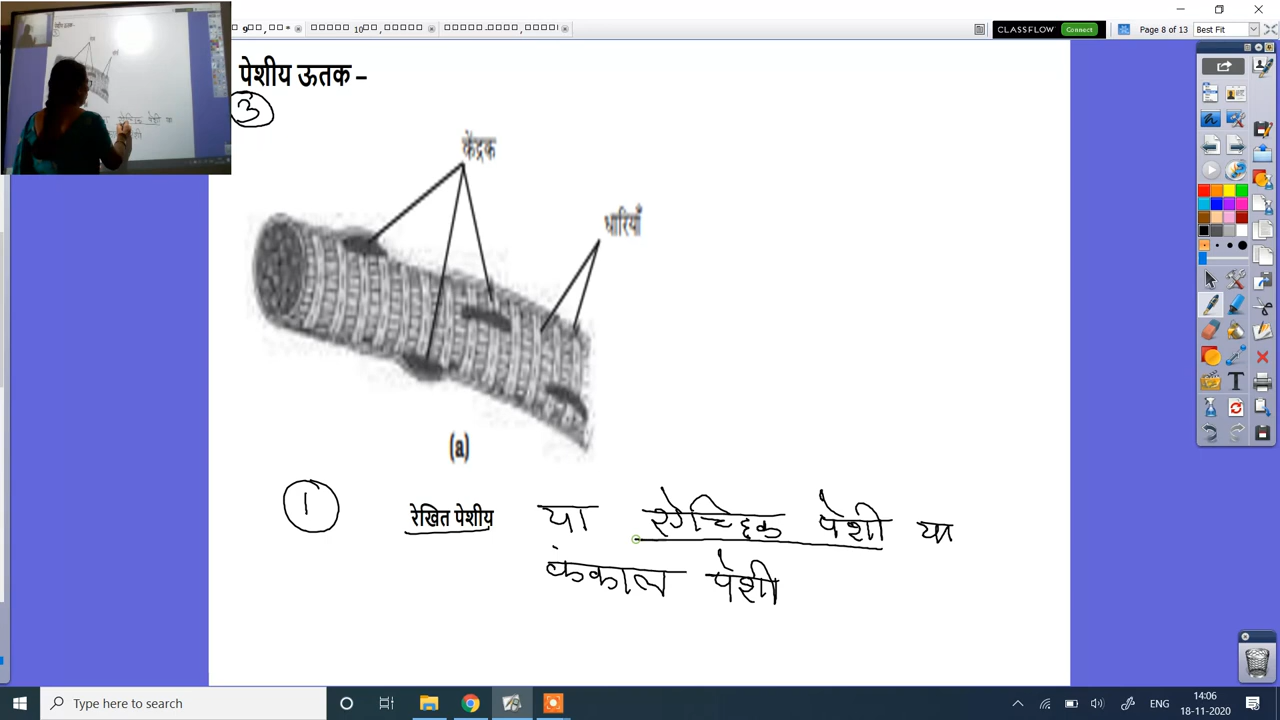 CLASSFLOW Connect
Page 8 of 13
Best Fit
पेशीय ऊतक –
3
केंद्रक
धारियाँ
(a)
1 रेखित पेशीय या पेशी या
कंकाल पेशी
Type here to search
ENG
14:06
18-11-2020